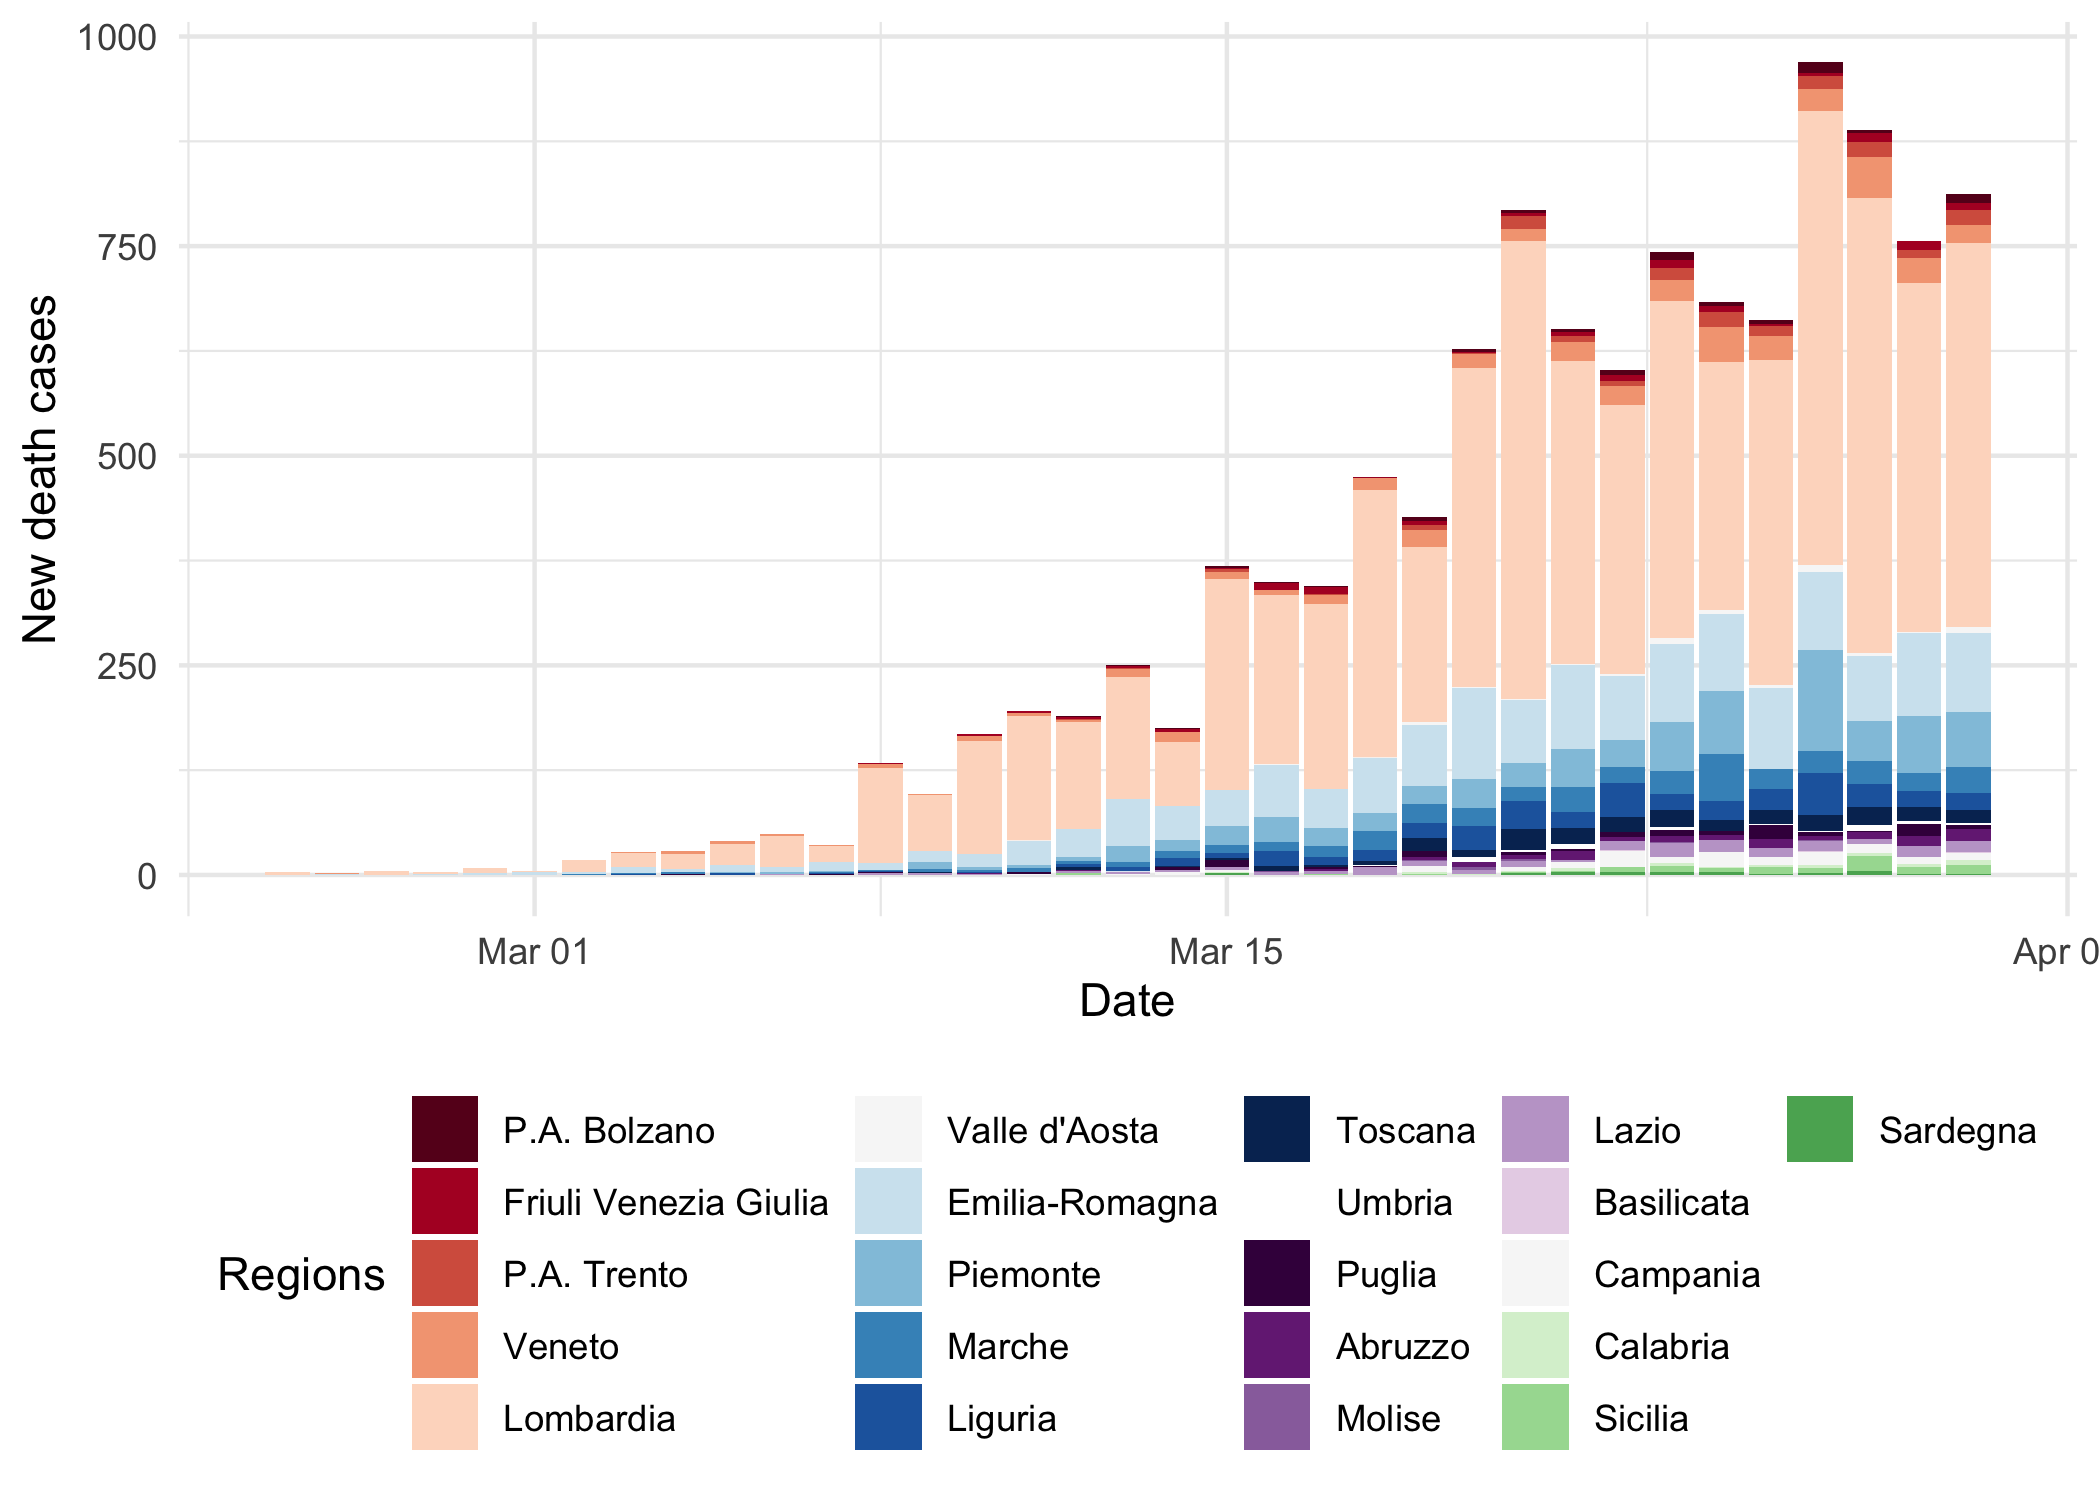 New death cases
1000
750
500
250
0
Mar 01
Mar 15
Apr 0
Date
Regions
P.A. Bolzano
Friuli Venezia Giulia
P.A. Trento
Veneto
Lombardia
Valle d'Aosta
Emilia-Romagna
Piemonte
Marche
Liguria
Toscana
Umbria
Puglia
Abruzzo
Molise
Lazio
Basilicata
Campania
Calabria
Sicilia
Sardegna